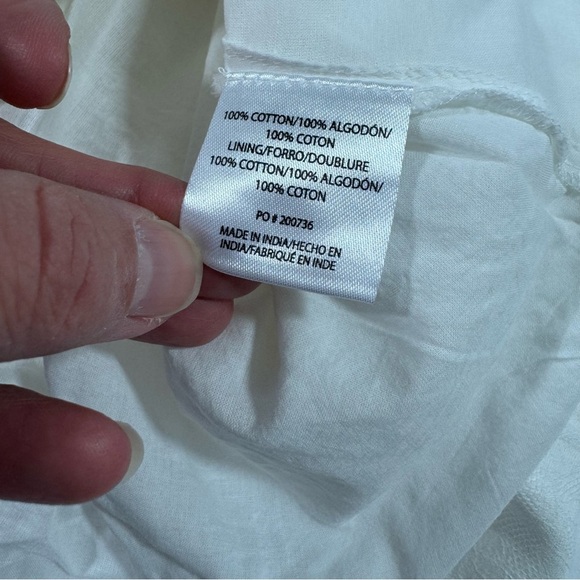 100% COTTON/100% ALGODÓN/
100% COTON
LINING/FORRO/DOUBLURE
100% COTTON/100% ALGODÓN/
100% COTON
PO # 200736
MADE IN INDIA/HECHO EN
INDIA/FABRIQUÉ EN INDE